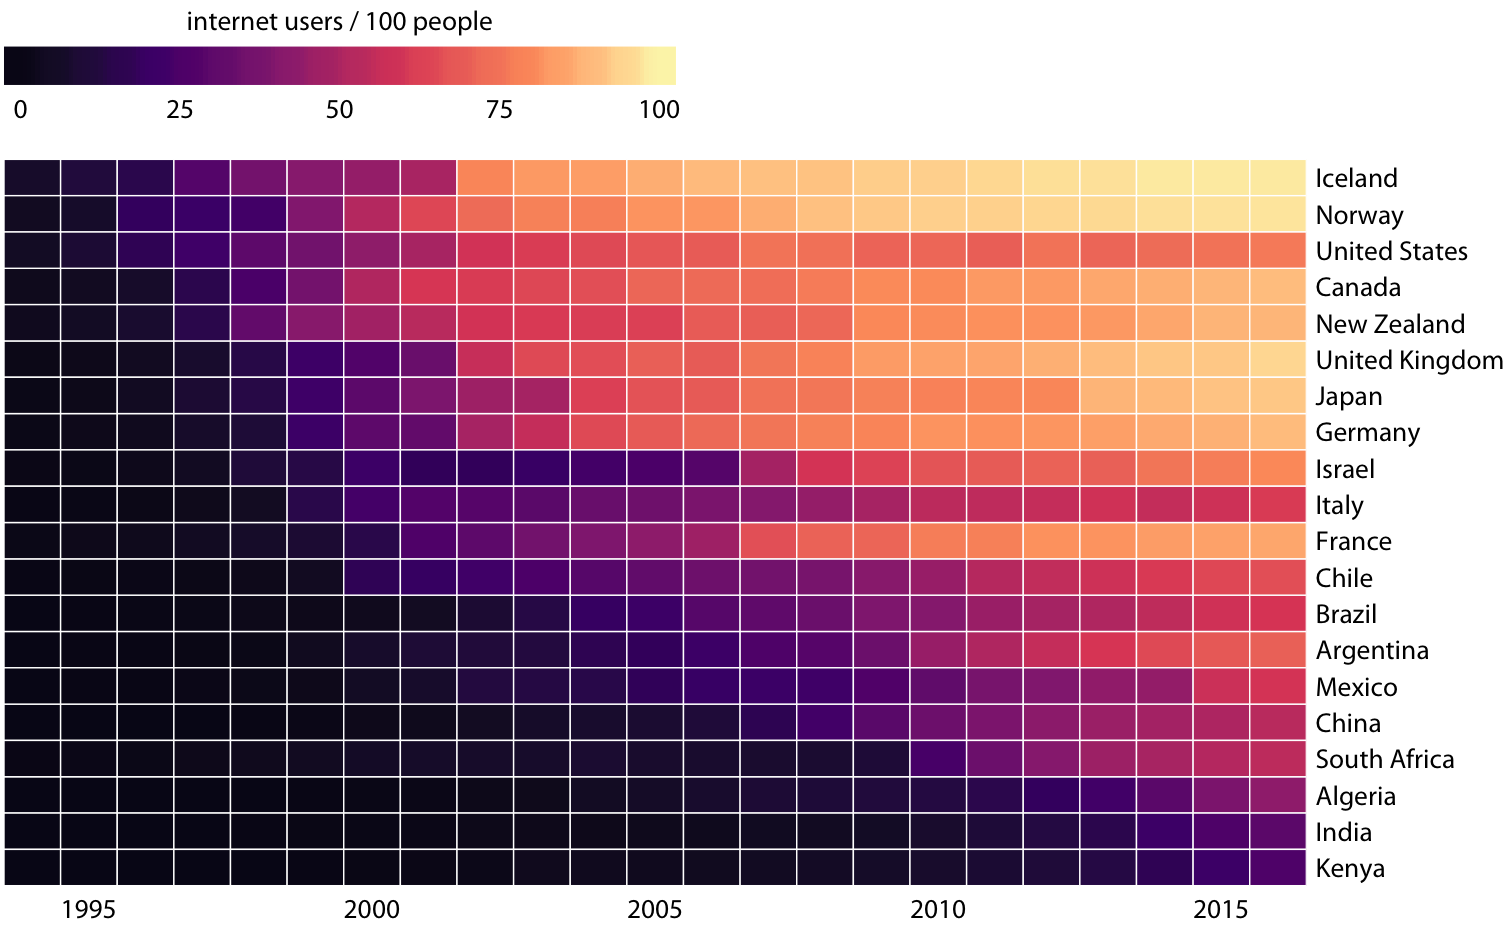 internet users / 100 people
0 25 50 75 100
Iceland
Norway
United States
Canada
New Zealand
United Kingdom
Japan
Germany
Israel
Italy
France
Chile
Brazil
Argentina
Mexico
China
South Africa
Algeria
India
Kenya
1995 2000 2005 2010 2015